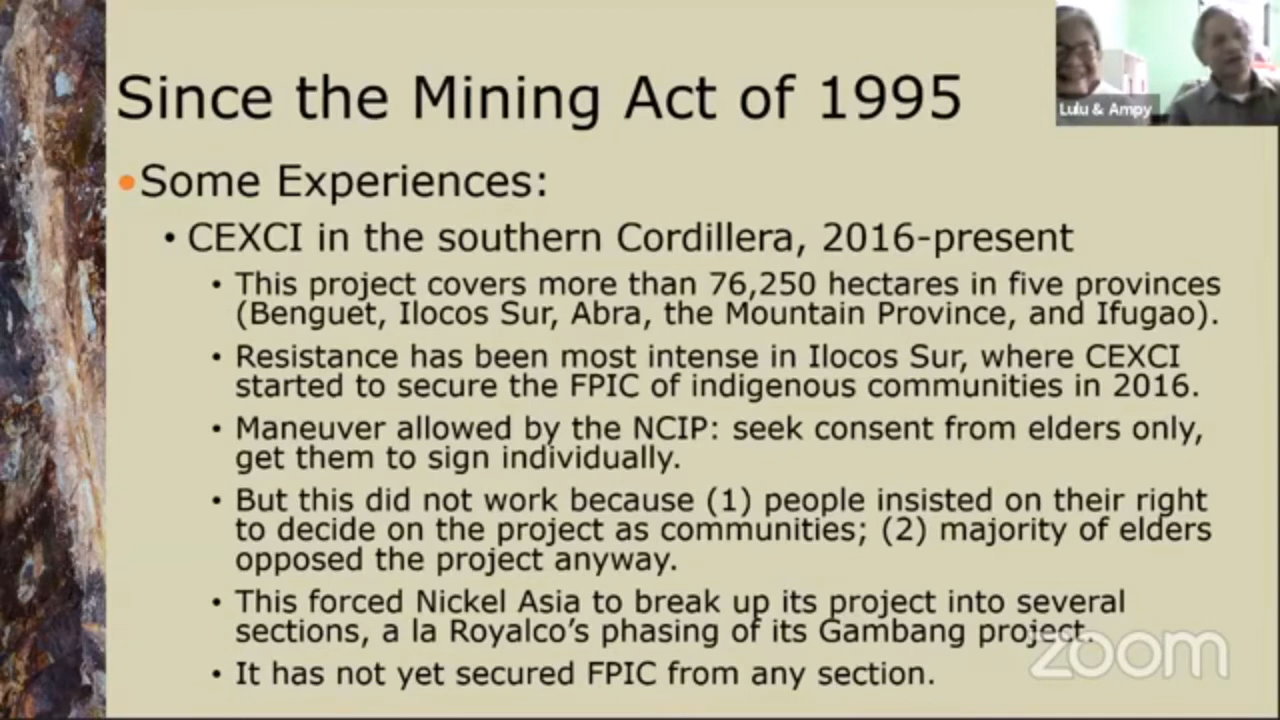 Since the Mining Act of 1995
Lulu & Ampy
•Some Experiences:
• CEXCI in the southern Cordillera, 2016-present
• This project covers more than 76,250 hectares in five provinces
(Benguet, Ilocos Sur, Abra, the Mountain Province, and Ifugao).
• Resistance has been most intense in Ilocos Sur, where CEXCI
started to secure the FPIC of indigenous communities in 2016.
• Maneuver allowed by the NCIP: seek consent from elders only,
get them to sign individually.
• But this did not work because (1) people insisted on their right
to decide on the project as communities; (2) majority of elders
opposed the project anyway.
• This forced Nickel Asia to break up its project into several
sections, a la Royalco’s phasing of its Gambang project.
• It has not yet secured FPIC from any section.
zoom